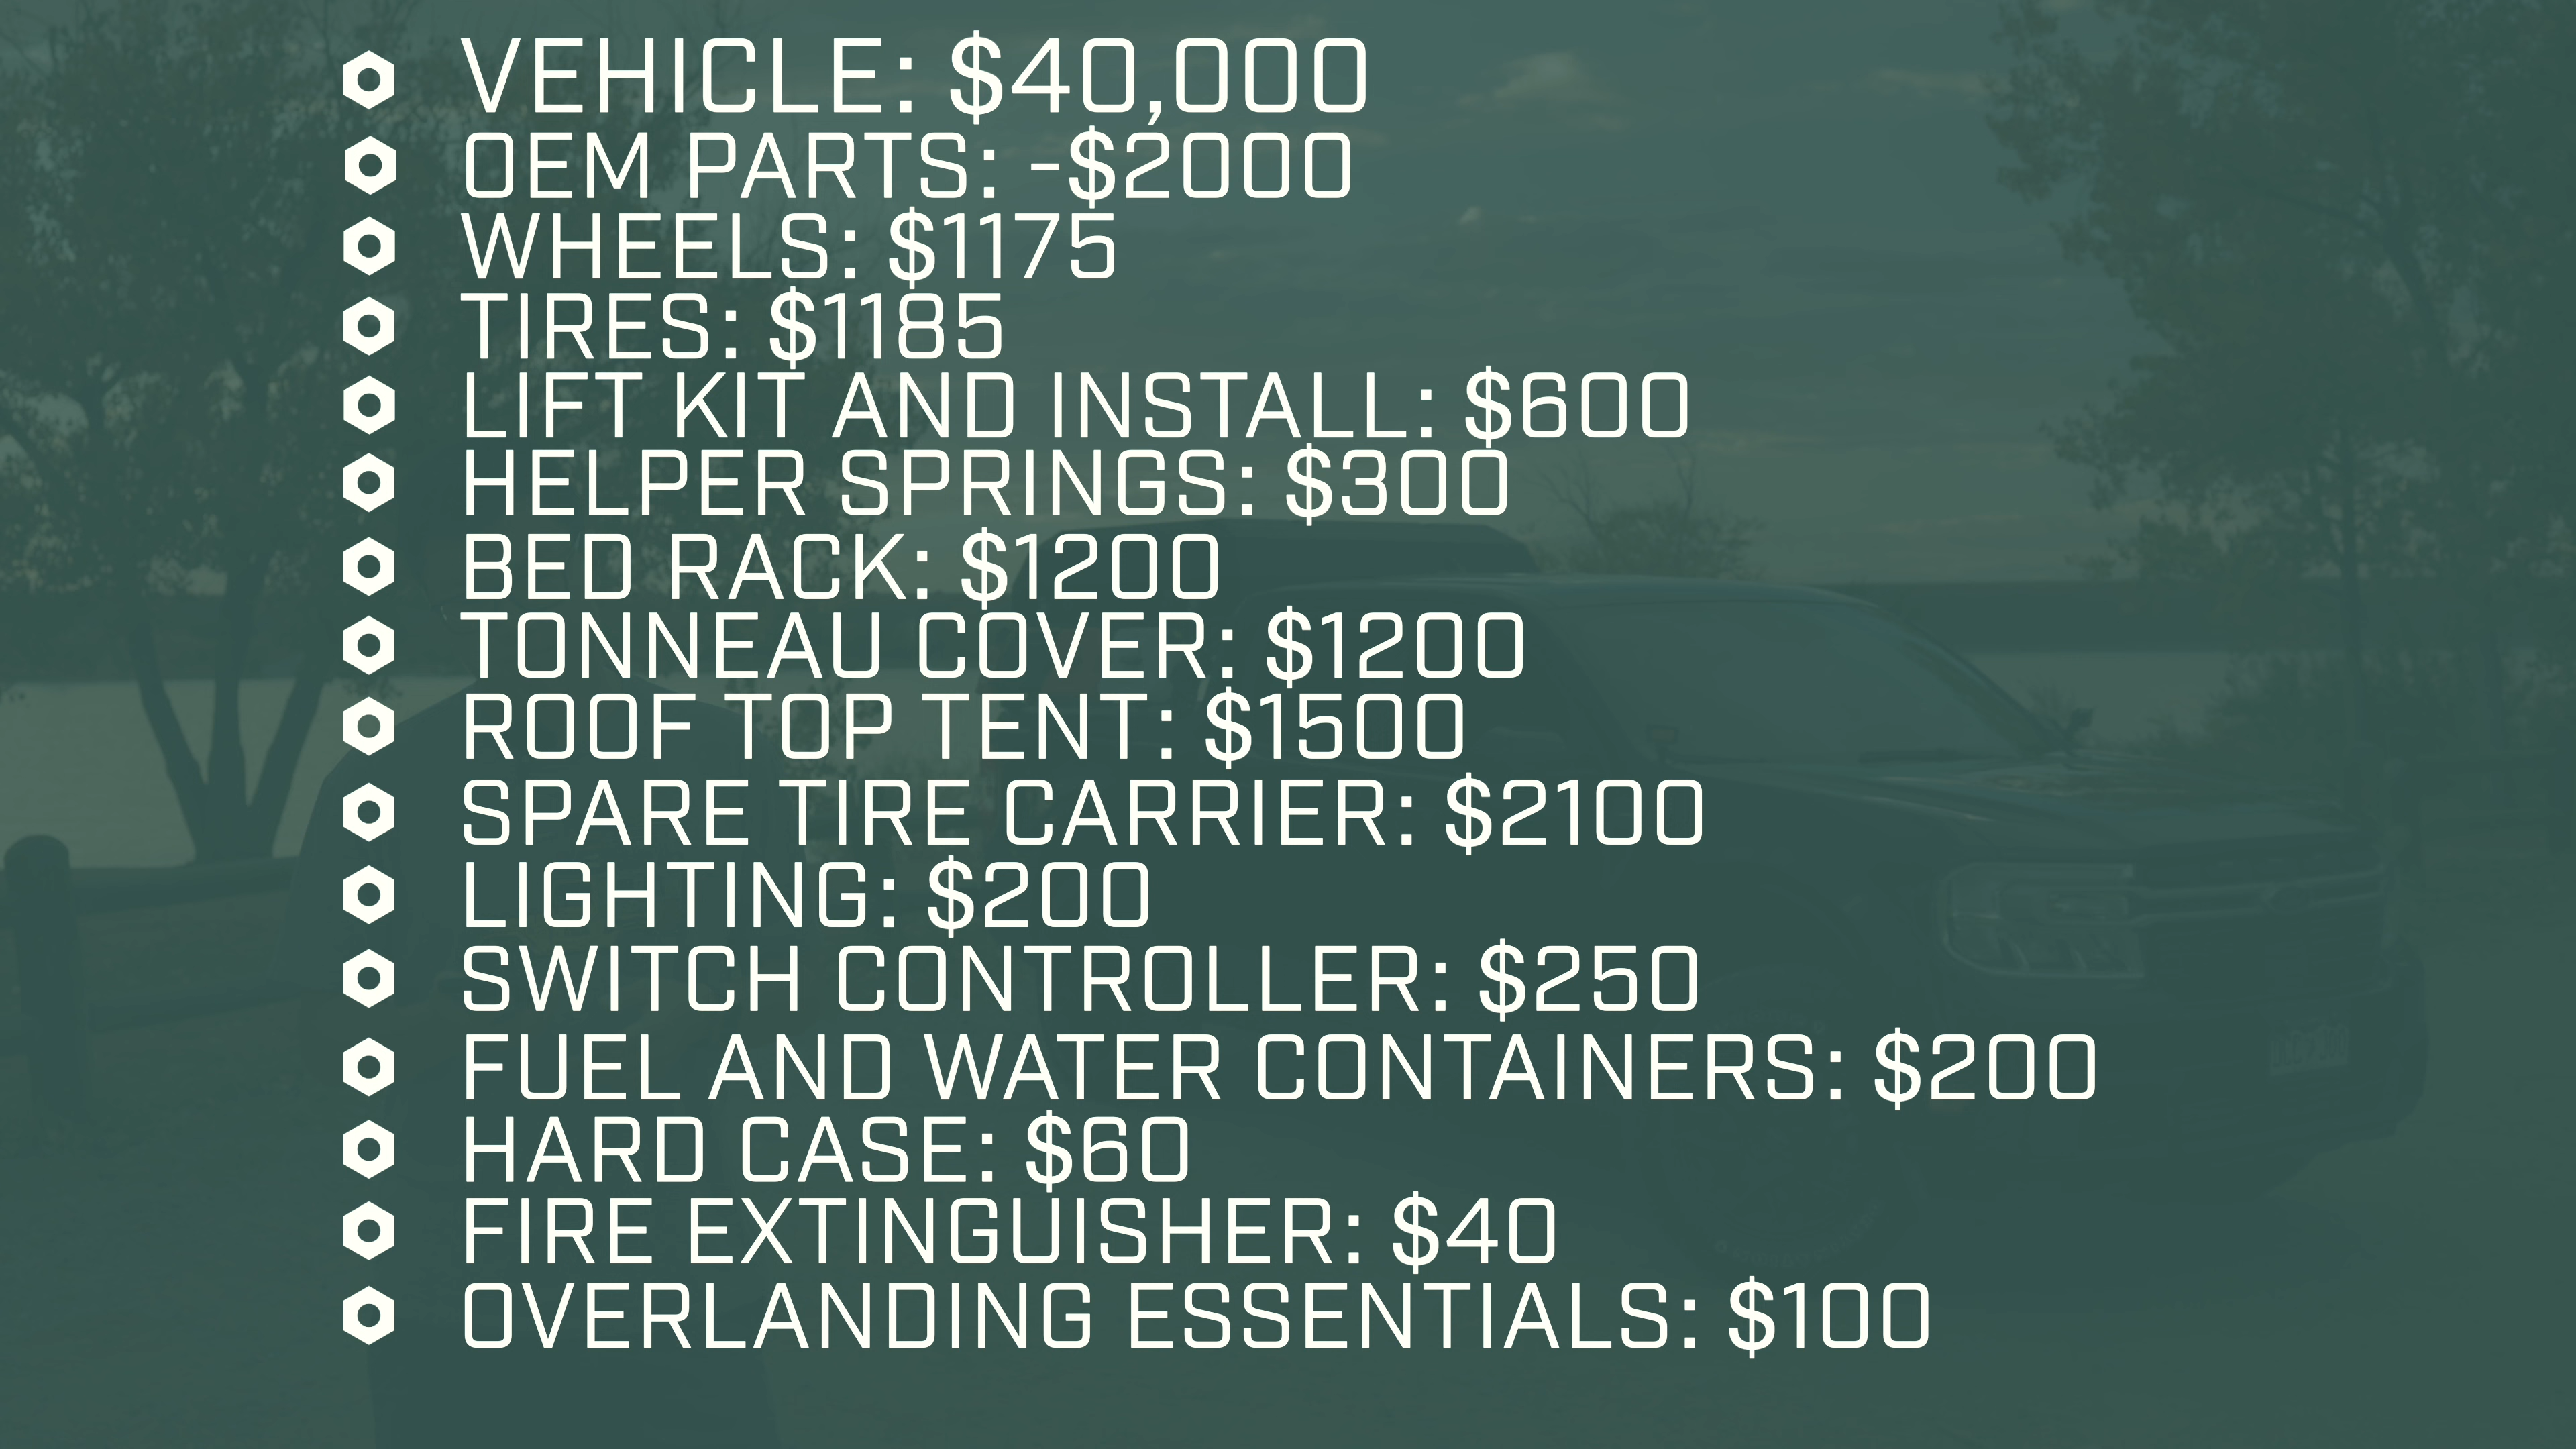 VEHICLE: $40,000
OEM PARTS: -$2000
WHEELS: $1175
TIRES: $1185
LIFT KIT AND INSTALL: $600
HELPER SPRINGS: $300
BED RACK: $1200
TONNEAU COVER: $1200
ROOF TOP TENT: $1500
SPARE TIRE CARRIER: $2100
LIGHTING: $200
SWITCH CONTROLLER: $250
FUEL AND WATER CONTAINERS: $200
HARD CASE: $60
FIRE EXTINGUISHER: $40
OVERLANDING ESSENTIALS: $100